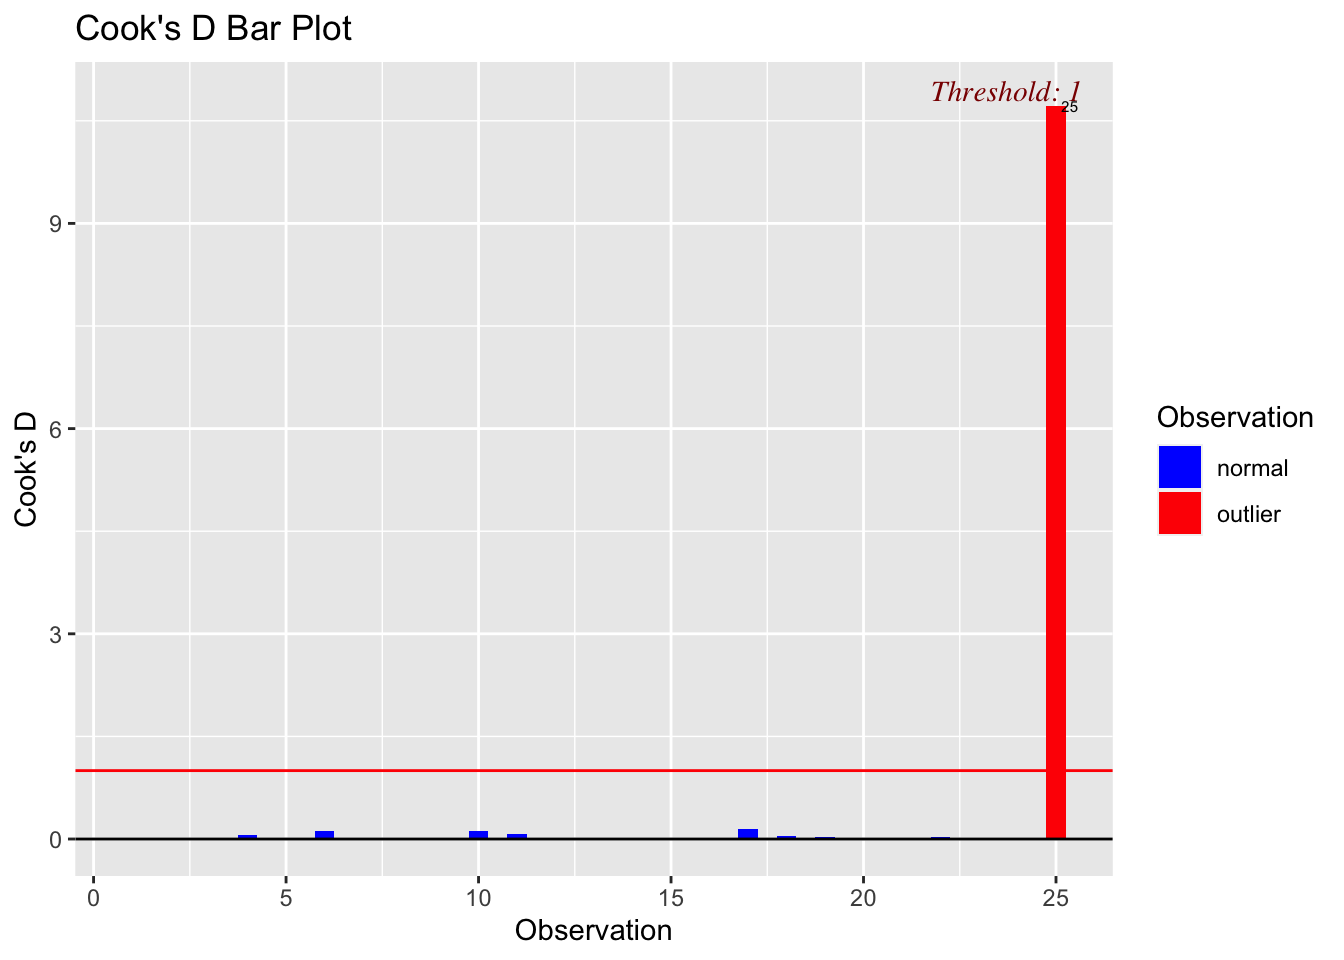 Cook's D Bar Plot
Threshold: 1
25
9
6
3
0
Cook's D
0 5 10 15 20 25
Observation
Observation
normal
outlier